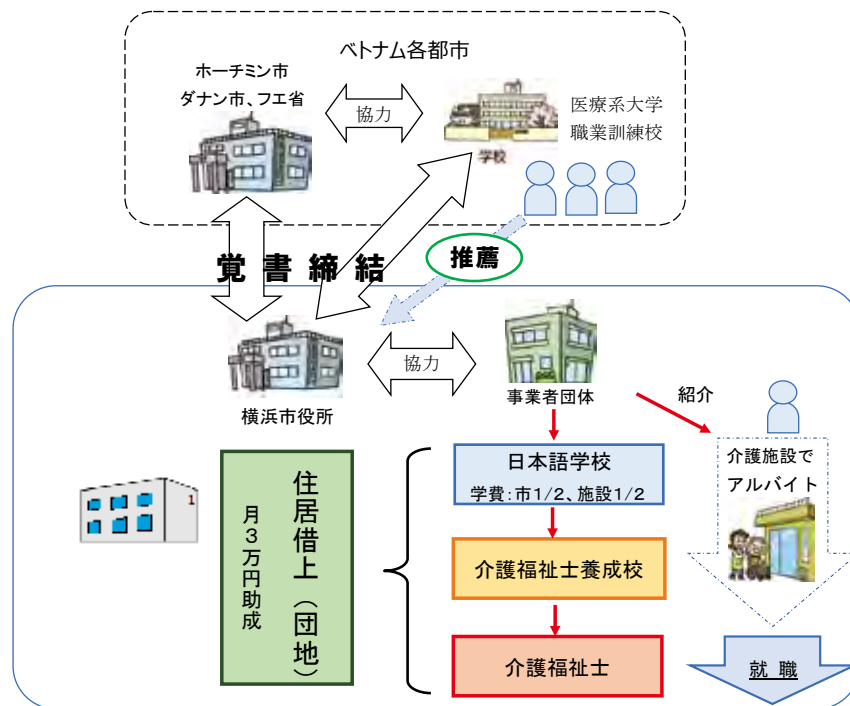 ベトナム各都市
ホーチミン市
ダナン市、フエ省
協力
医療系大学
職業訓練校
学校
覚書締結
推薦
横浜市役所
協力
事業者団体
紹介
日本語学校
学費:市1/2、施設1/2
介護福祉士養成校
介護福祉士
住居借上(団地)
月3万円助成
1
介護施設で
アルバイト
就職